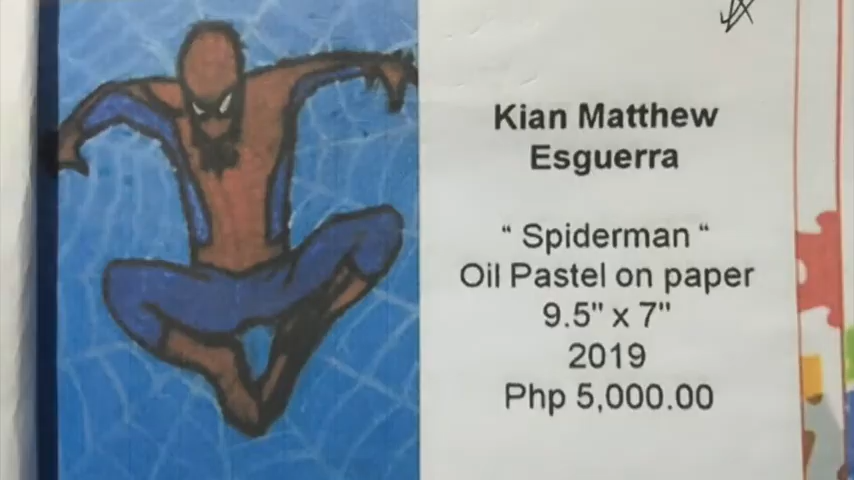 Kian Matthew
Esguerra
“ Spiderman “
Oil Pastel on paper
9.5" x 7"
2019
Php 5,000.00